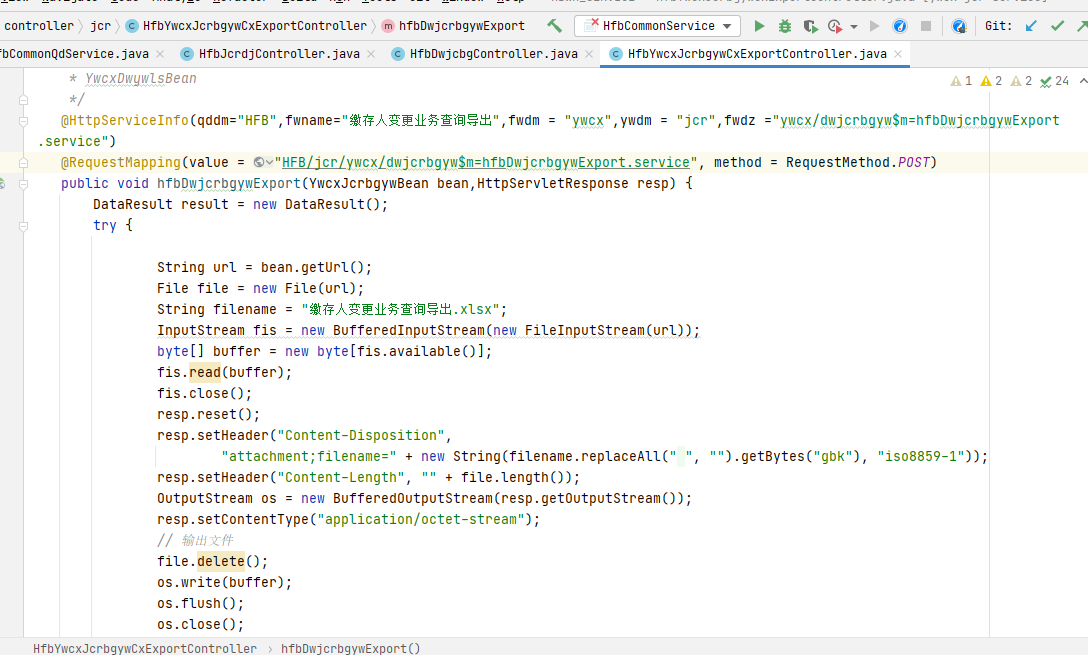 controller jcr HfbYwcxJcrbgywCxExportController hfbDwjcrbgywExport HfbCommonService Git:
fbCommonQdService.java HfbJcrdjController.java HfbDwjcbgController.java HfbYwcxJcrbgywCxExportController.java
* YwcxDwywlsBean 1 2 2 24
*/
@HttpServiceInfo(qddm="HFB",fwname="缴存人变更业务查询导出",fwdm = "ywcx",ywdm = "jcr",fwdz ="ywcx/dwjcrbgyw$m=hfbDwjcrbgywExport
.service")
@RequestMapping(value = "HFB/jcr/ywcx/dwjcrbgyw$m=hfbDwjcrbgywExport.service", method = RequestMethod.POST)
public void hfbDwjcrbgywExport(YwcxJcrbgywBean bean,HttpServletResponse resp) {
DataResult result = new DataResult();
try {
String url = bean.getUrl();
File file = new File(url);
String filename = "缴存人变更业务查询导出.xlsx";
InputStream fis = new BufferedInputStream(new FileInputStream(url));
byte[] buffer = new byte[fis.available()];
fis.read(buffer);
fis.close();
resp.reset();
resp.setHeader("Content-Disposition",
"attachment;filename=" + new String(filename.replaceAll(" ", "").getBytes("gbk"), "iso8859-1"));
resp.setHeader("Content-Length", "" + file.length());
OutputStream os = new BufferedOutputStream(resp.getOutputStream());
resp.setContentType("application/octet-stream");
// 输出文件
file.delete();
os.write(buffer);
os.flush();
os.close();
HfbYwcxJcrbgywCxExportController › hfbDwjcrbgywExport()